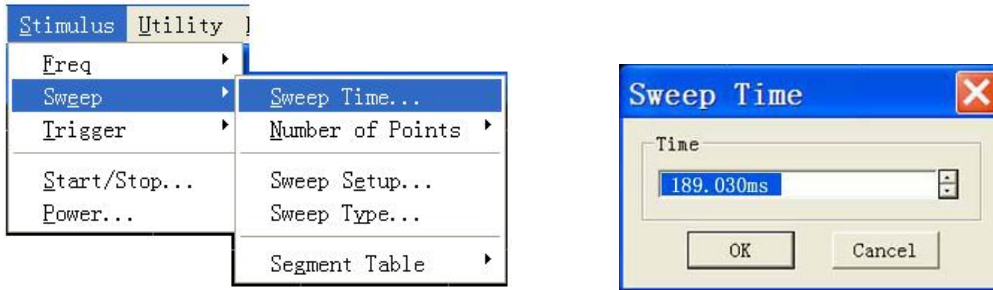 Stimulus Utility
Freq
Sweep
Trigger
Start/Stop...
Power...
Sweep Time...
Number of Points
Sweep Setup...
Sweep Type...
Segment Table
Sweep Time
Time
189.030ms
OK Cancel